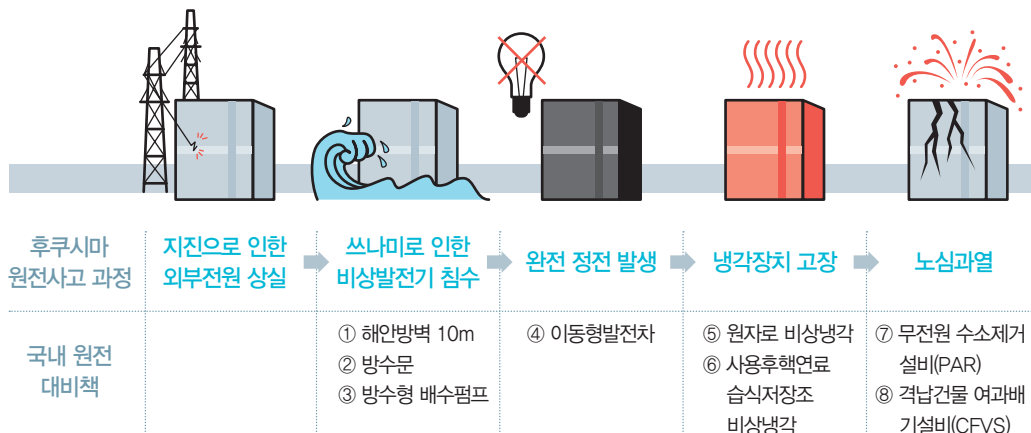 후쿠시마
원전사고 과정
지진으로 인한
외부전원 상실
쓰나미로 인한
비상발전기 침수
완전 정전 발생
냉각장치 고장
노심과열
국내 원전
대비책
① 해안방벽 10m
② 방수문
③ 방수형 배수펌프
④ 이동형발전차
⑤ 원자로 비상냉각
⑥ 사용후핵연료
습식저장조
비상냉각
⑦ 무전원 수소제거
설비(PAR)
⑧ 격납건물 여과배
기설비(CFVS)